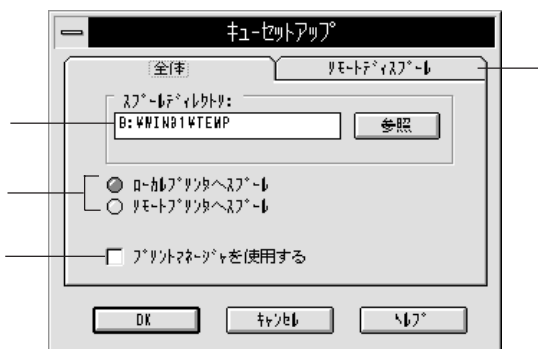 ｷｭｰｾｯﾄｱｯﾌﾟ
全体
ﾘﾓｰﾄﾃﾞｨｽﾌﾟｰﾙ
ｽﾌﾟｰﾙﾃﾞｨﾚｸﾄﾘ:
B:¥WIN31¥TEMP
参照
ﾛｰｶﾙﾌﾟﾘﾝﾀへｽﾌﾟｰﾙ
ﾘﾓｰﾄﾌﾟﾘﾝﾀへｽﾌﾟｰﾙ
ﾌﾟﾘﾝﾄﾏﾈｰｼﾞｬを使用する
OK
ｷｬﾝｾﾙ
ﾍﾙﾌﾟ